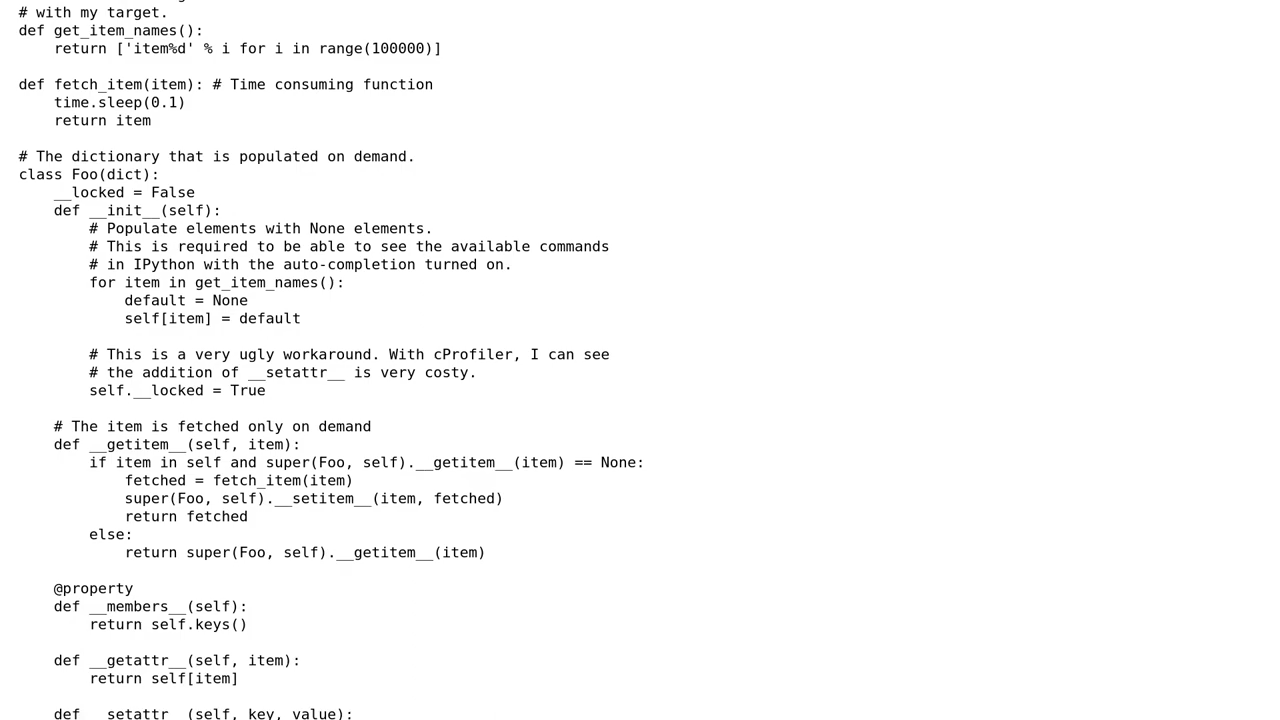 # with my target.
def get_item_names():
    return ['item%d' % i for i in range(100000)]

def fetch_item(item): # Time consuming function
    time.sleep(0.1)
    return item

# The dictionary that is populated on demand.
class Foo(dict):
    __locked = False
    def __init__(self):
        # Populate elements with None elements.
        # This is required to be able to see the available commands
        # in IPython with the auto-completion turned on.
        for item in get_item_names():
            default = None
            self[item] = default

        # This is a very ugly workaround. With cProfiler, I can see
        # the addition of __setattr__ is very costy.
        self.__locked = True

    # The item is fetched only on demand
    def __getitem__(self, item):
        if item in self and super(Foo, self).__getitem__(item) == None:
            fetched = fetch_item(item)
            super(Foo, self).__setitem__(item, fetched)
            return fetched
        else:
            return super(Foo, self).__getitem__(item)

    @property
    def __members__(self):
        return self.keys()

    def __getattr__(self, item):
        return self[item]

    def __setattr__(self, key, value):